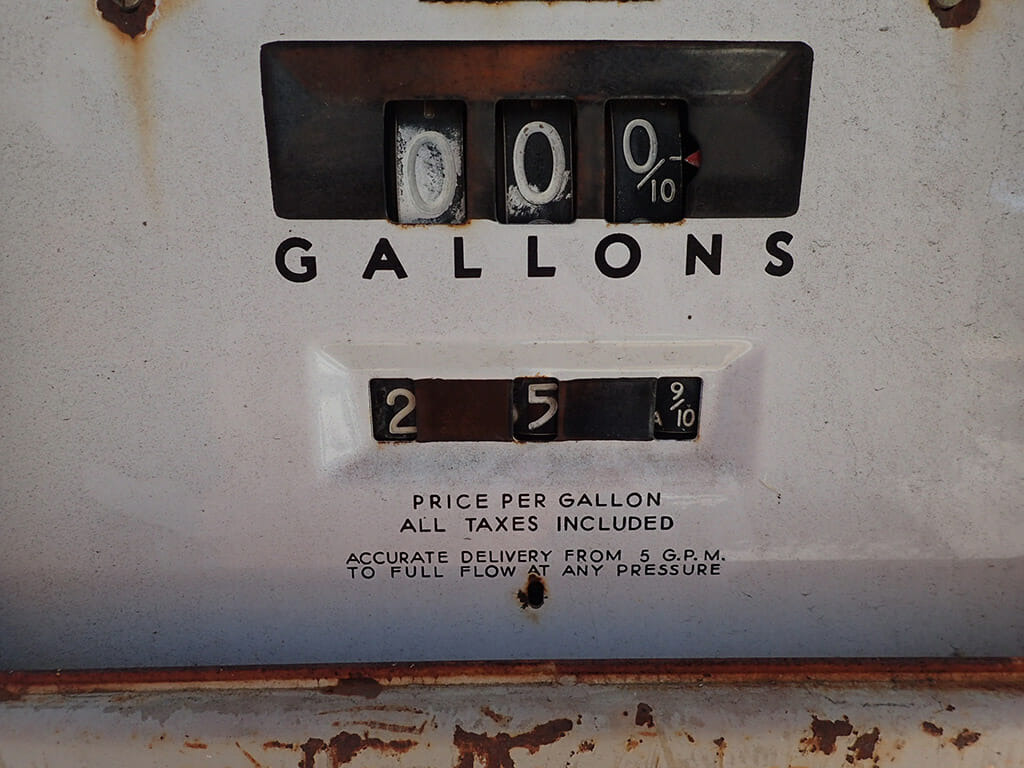 0 0 0/10
GALLONS
2 5 9/10
PRICE PER GALLON
ALL TAXES INCLUDED
ACCURATE DELIVERY FROM 5 G.P.M.
TO FULL FLOW AT ANY PRESSURE